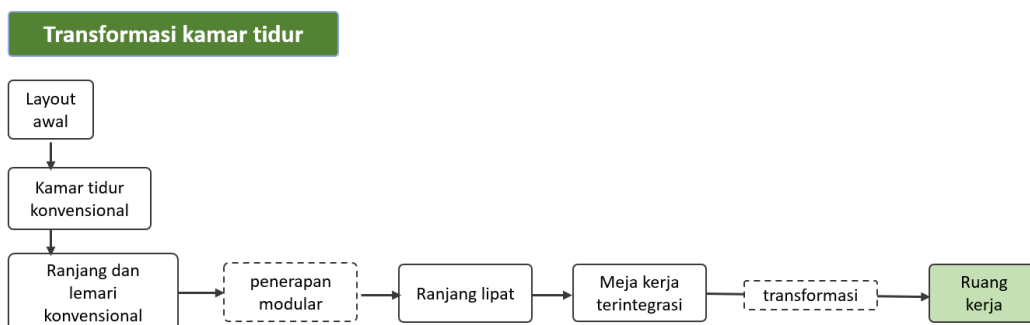 Transformasi kamar tidur
Layout
awal
Kamar tidur
konvensional
Ranjang dan
lemari
konvensional
penerapan
modular
Ranjang lipat
Meja kerja
terintegrasi
transformasi
Ruang
kerja